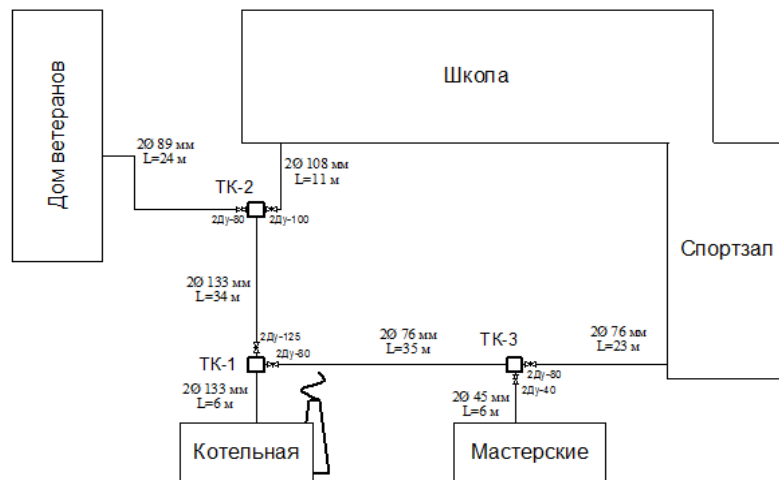 Школа
Дом ветеранов
2Ø 89 мм
L=24 м
2Ø 108 мм
L=11 м
ТК-2
2Ду-80
2Ду-100
Спортзал
2Ø 133 мм
L=34 м
2Ду-125
2Ø 76 мм
L=35 м
ТК-3
2Ø 76 мм
L=23 м
ТК-1
2Ду-80
2Ду-80
2Ø 133 мм
L=6 м
2Ø 45 мм
L=6 м
2Ду-40
Котельная
Мастерские